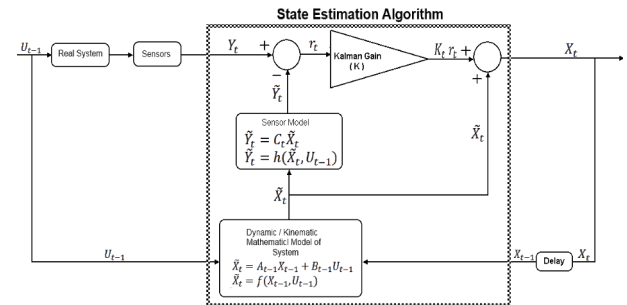 State Estimation Algorithm
U_{t-1}
Real System
Sensors
Y_t
+
r_t
Kalman Gain
( K )
K_t r_t +
X_t
−
Ỹ_t
+
Sensor Model
Ỹ_t = C_t X̃_t
Ỹ_t = h(X̃_t, U_{t-1})
X̃_t
X̃_t
Dynamic / Kinematic
Mathematicl Model of
System
X̃_t = A_{t-1}X_{t-1} + B_{t-1}U_{t-1}
X̃_t = f(X_{t-1}, U_{t-1})
U_{t-1}
X_{t-1}
Delay
X_t